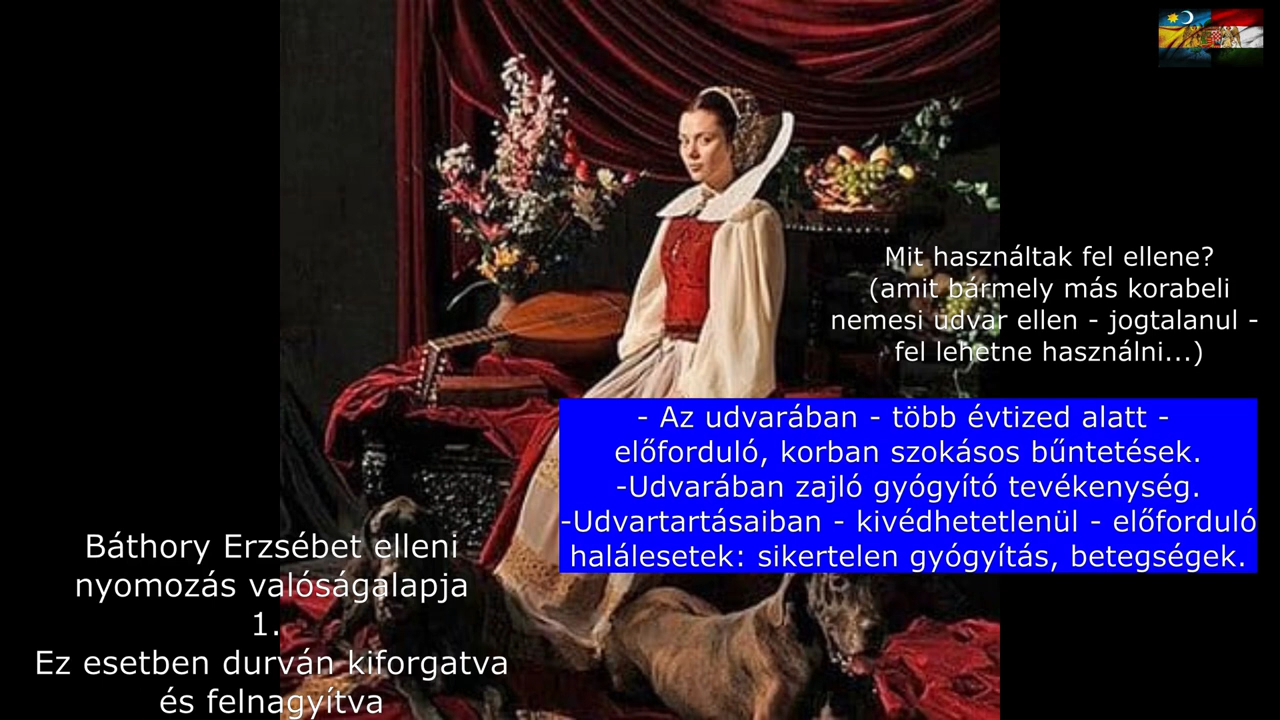 Mit használtak fel ellene?
(amit bármely más korabeli
nemesi udvar ellen - jogtalanul -
fel lehetne használni...)
- Az udvarában - több évtized alatt -
előforduló, korban szokásos bűntetések.
-Udvarában zajló gyógyító tevékenység.
-Udvartartásaiban - kivédhetetlenül - előforduló
halálesetek: sikertelen gyógyítás, betegségek.
Báthory Erzsébet elleni
nyomozás valóságalapja
1.
Ez esetben durván kiforgatva
és felnagyítva